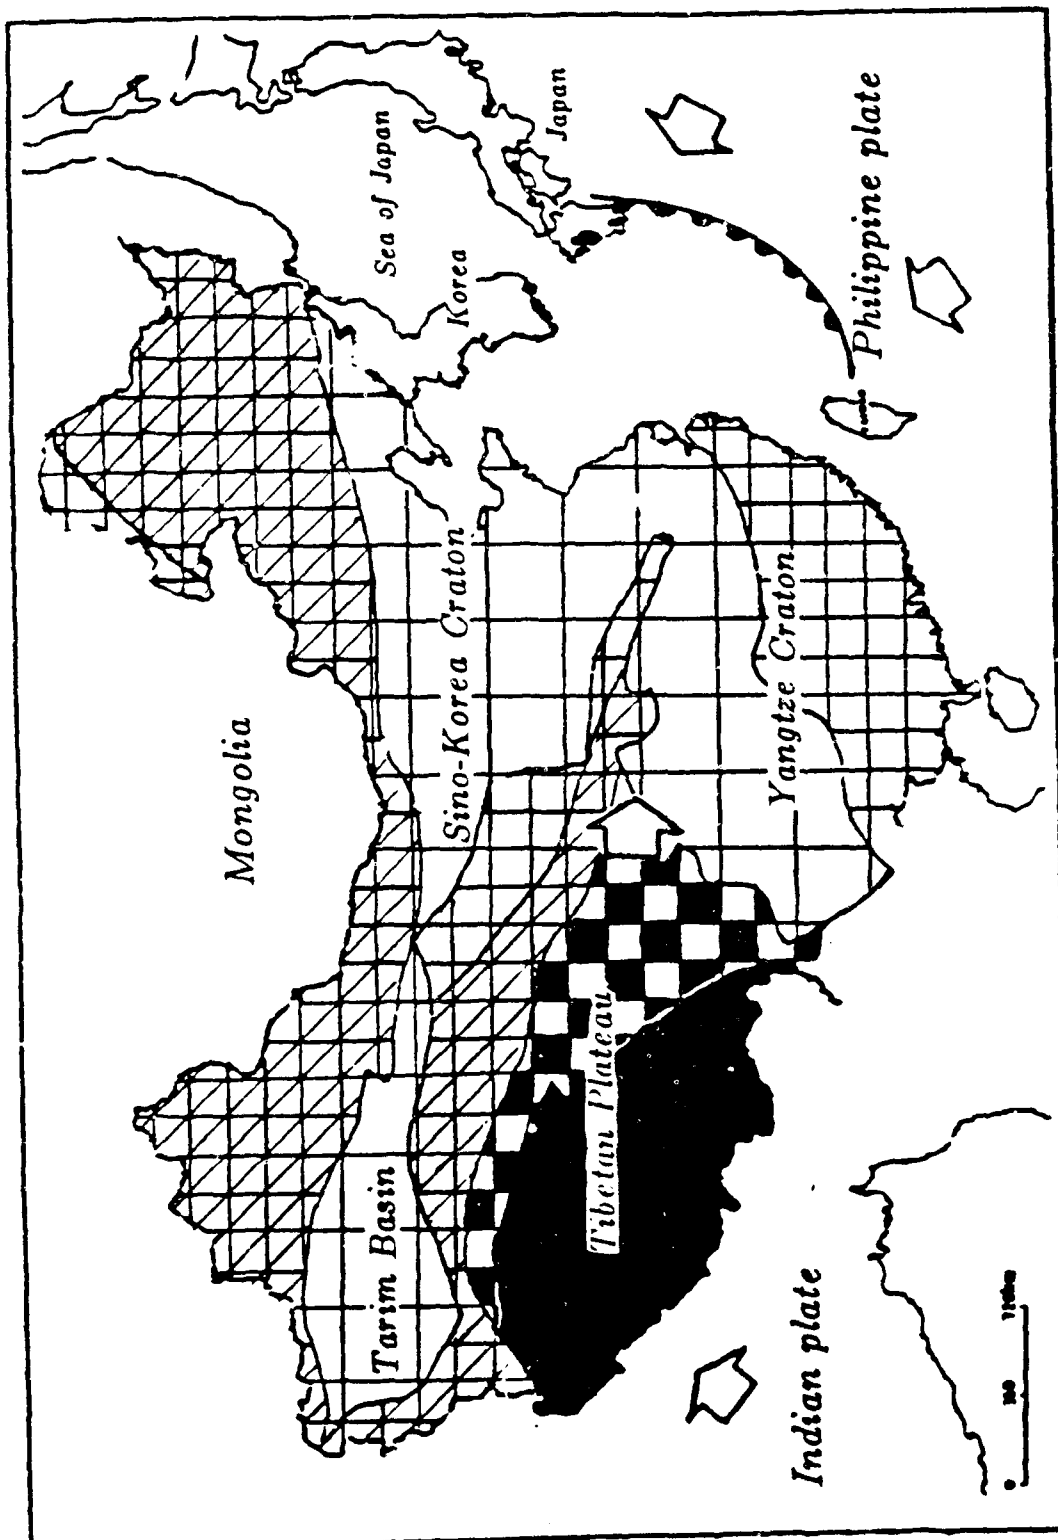 Mongolia
Sea of Japan
Japan
Korea
Sino-Korea Craton
Tarim Basin
Tibetan Plateau
Yangtze Craton
Philippine plate
Indian plate
0